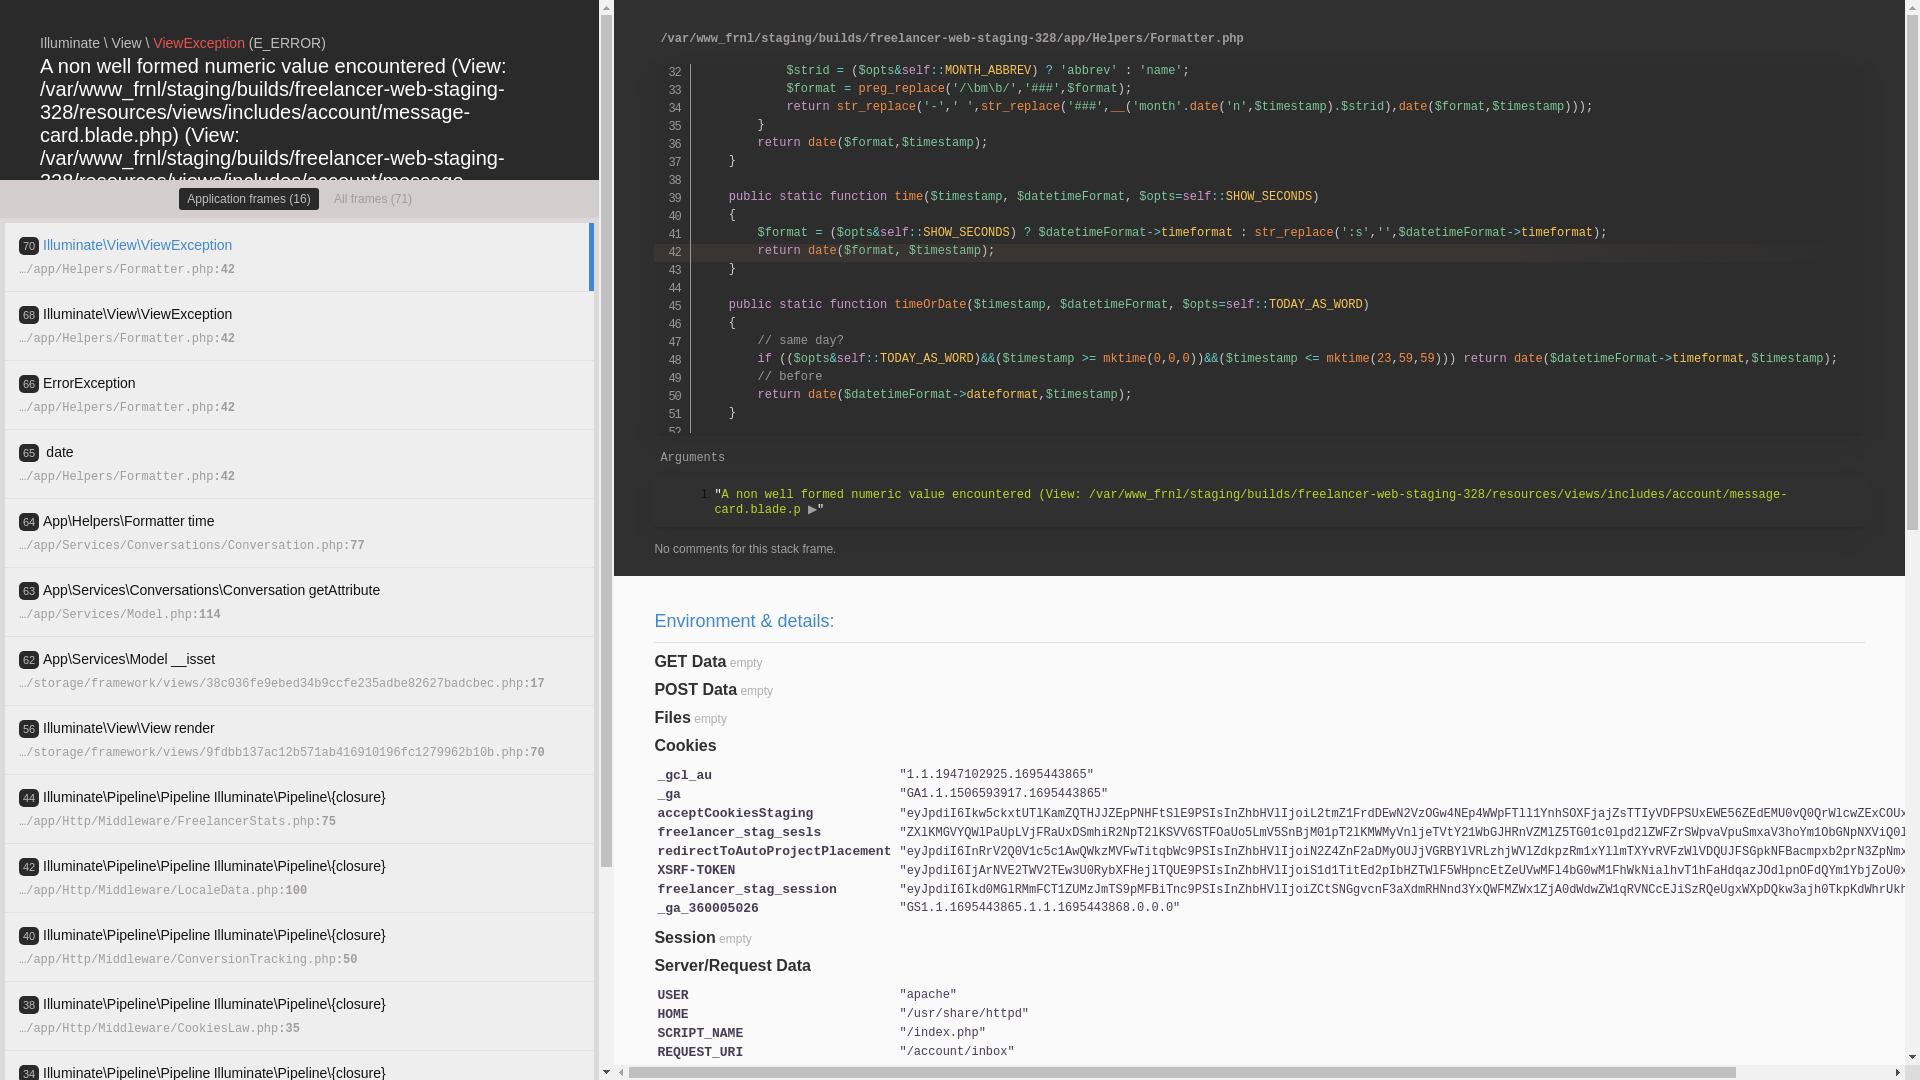 Illuminate \ View \ ViewException (E_ERROR)
A non well formed numeric value encountered (View:
/var/www_frnl/staging/builds/freelancer-web-staging-
328/resources/views/includes/account/message-
card.blade.php) (View:
/var/www_frnl/staging/builds/freelancer-web-staging-
328/resources/views/includes/account/message-
Application frames (16) All frames (71)
70 Illuminate\View\ViewException
…/app/Helpers/Formatter.php:42
68 Illuminate\View\ViewException
…/app/Helpers/Formatter.php:42
66 ErrorException
…/app/Helpers/Formatter.php:42
65 date
…/app/Helpers/Formatter.php:42
64 App\Helpers\Formatter time
…/app/Services/Conversations/Conversation.php:77
63 App\Services\Conversations\Conversation getAttribute
…/app/Services/Model.php:114
62 App\Services\Model __isset
…/storage/framework/views/38c036fe9ebed34b9ccfe235adbe82627badcbec.php:17
56 Illuminate\View\View render
…/storage/framework/views/9fdbb137ac12b571ab416910196fc1279962b10b.php:70
44 Illuminate\Pipeline\Pipeline Illuminate\Pipeline\{closure}
…/app/Http/Middleware/FreelancerStats.php:75
42 Illuminate\Pipeline\Pipeline Illuminate\Pipeline\{closure}
…/app/Http/Middleware/LocaleData.php:100
40 Illuminate\Pipeline\Pipeline Illuminate\Pipeline\{closure}
…/app/Http/Middleware/ConversionTracking.php:50
38 Illuminate\Pipeline\Pipeline Illuminate\Pipeline\{closure}
…/app/Http/Middleware/CookiesLaw.php:35
34 Illuminate\Pipeline\Pipeline Illuminate\Pipeline\{closure}
/var/www_frnl/staging/builds/freelancer-web-staging-328/app/Helpers/Formatter.php
32 $strid = ($opts&self::MONTH_ABBREV) ? 'abbrev' : 'name';
33 $format = preg_replace('/\bm\b/','###',$format);
34 return str_replace('-',' ',str_replace('###',__('month'.date('n',$timestamp).$strid),date($format,$timestamp)));
35 }
36 return date($format,$timestamp);
37 }
38
39 public static function time($timestamp, $datetimeFormat, $opts=self::SHOW_SECONDS)
40 {
41 $format = ($opts&self::SHOW_SECONDS) ? $datetimeFormat->timeformat : str_replace(':s','',$datetimeFormat->timeformat);
42 return date($format, $timestamp);
43 }
44
45 public static function timeOrDate($timestamp, $datetimeFormat, $opts=self::TODAY_AS_WORD)
46 {
47 // same day?
48 if (($opts&self::TODAY_AS_WORD)&&($timestamp >= mktime(0,0,0))&&($timestamp <= mktime(23,59,59))) return date($datetimeFormat->timeformat,$timestamp);
49 // before
50 return date($datetimeFormat->dateformat,$timestamp);
51 }
52
Arguments
1. "A non well formed numeric value encountered (View: /var/www_frnl/staging/builds/freelancer-web-staging-328/resources/views/includes/account/message-
card.blade.p ▶"
No comments for this stack frame.
Environment & details:
GET Data empty
POST Data empty
Files empty
Cookies
_gcl_au "1.1.1947102925.1695443865"
_ga "GA1.1.1506593917.1695443865"
acceptCookiesStaging
freelancer_stag_sesls
redirectToAutoProjectPlacement
XSRF-TOKEN
freelancer_stag_session
_ga_360005026 "GS1.1.1695443865.1.1.1695443868.0.0.0"
Session empty
Server/Request Data
USER "apache"
HOME "/usr/share/httpd"
SCRIPT_NAME "/index.php"
REQUEST_URI "/account/inbox"